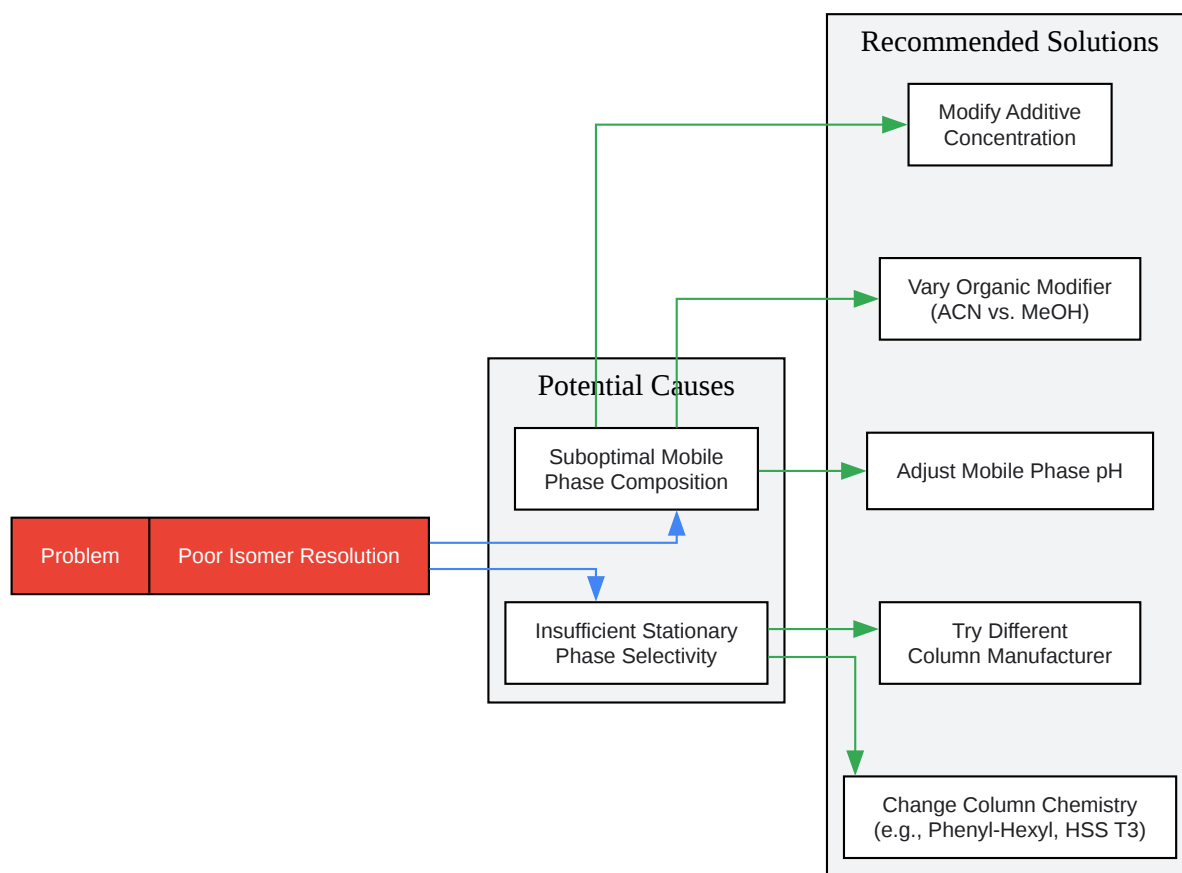 Recommended Solutions
Modify Additive
Concentration
Vary Organic Modifier
(ACN vs. MeOH)
Potential Causes
Suboptimal Mobile
Phase Composition
Adjust Mobile Phase pH
Problem
Poor Isomer Resolution
Insufficient Stationary
Phase Selectivity
Try Different
Column Manufacturer
Change Column Chemistry
(e.g., Phenyl-Hexyl, HSS T3)